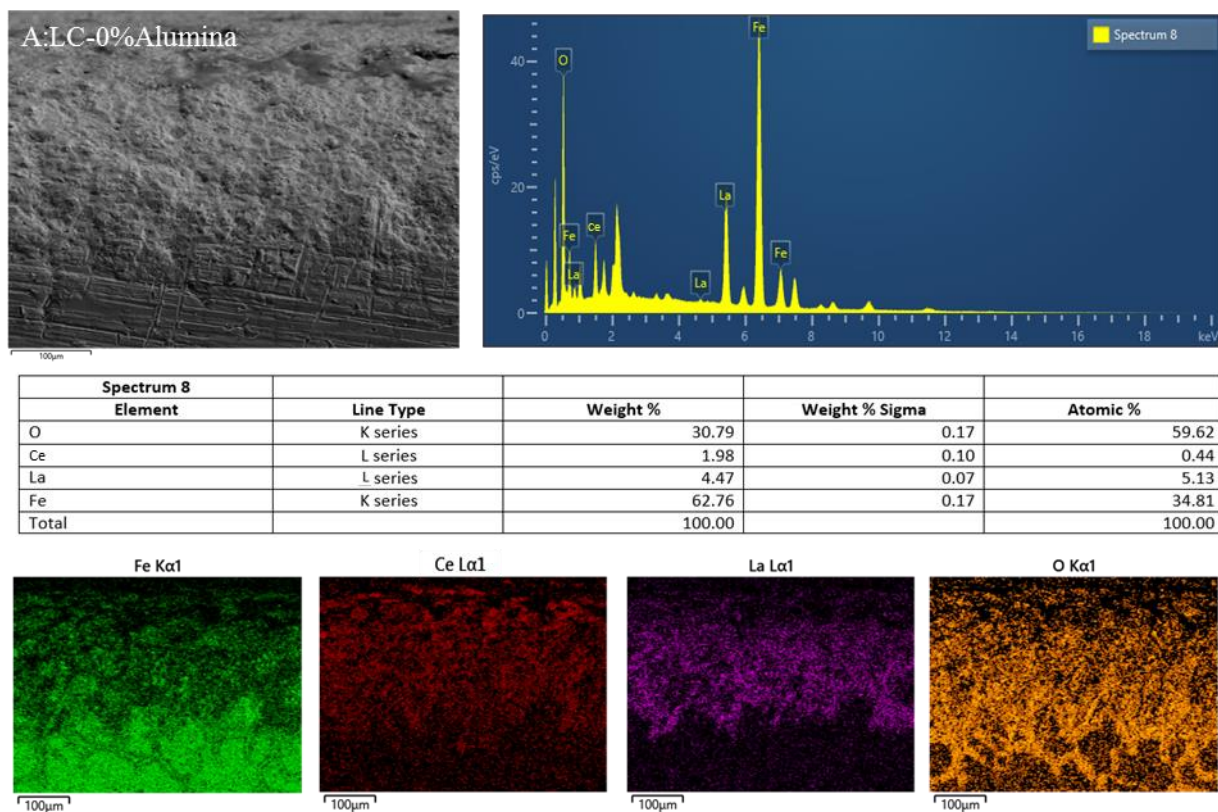 A:LC-0%Alumina
100μm
Spectrum 8
cps/eV
40
20
0
O
Fe
La
Ce
La
La
Fe
Fe
0 2 4 6 8 10 12 14 16 18 keV
Spectrum 8
Element Line Type Weight % Weight % Sigma Atomic %
O K series 30.79 0.17 59.62
Ce L series 1.98 0.10 0.44
La L series 4.47 0.07 5.13
Fe K series 62.76 0.17 34.81
Total 100.00 100.00
Fe Kα1 Ce Lα1 La Lα1 O Kα1
100μm 100μm 100μm 100μm